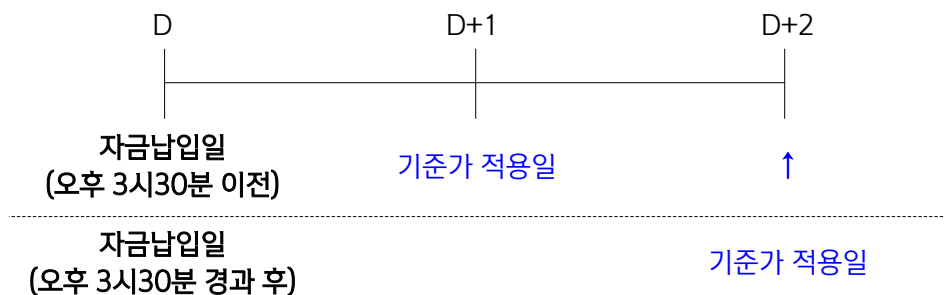 D D+1 D+2
자금납입일
(오후 3시30분 이전)
기준가 적용일
↑
자금납입일
(오후 3시30분 경과 후)
기준가 적용일